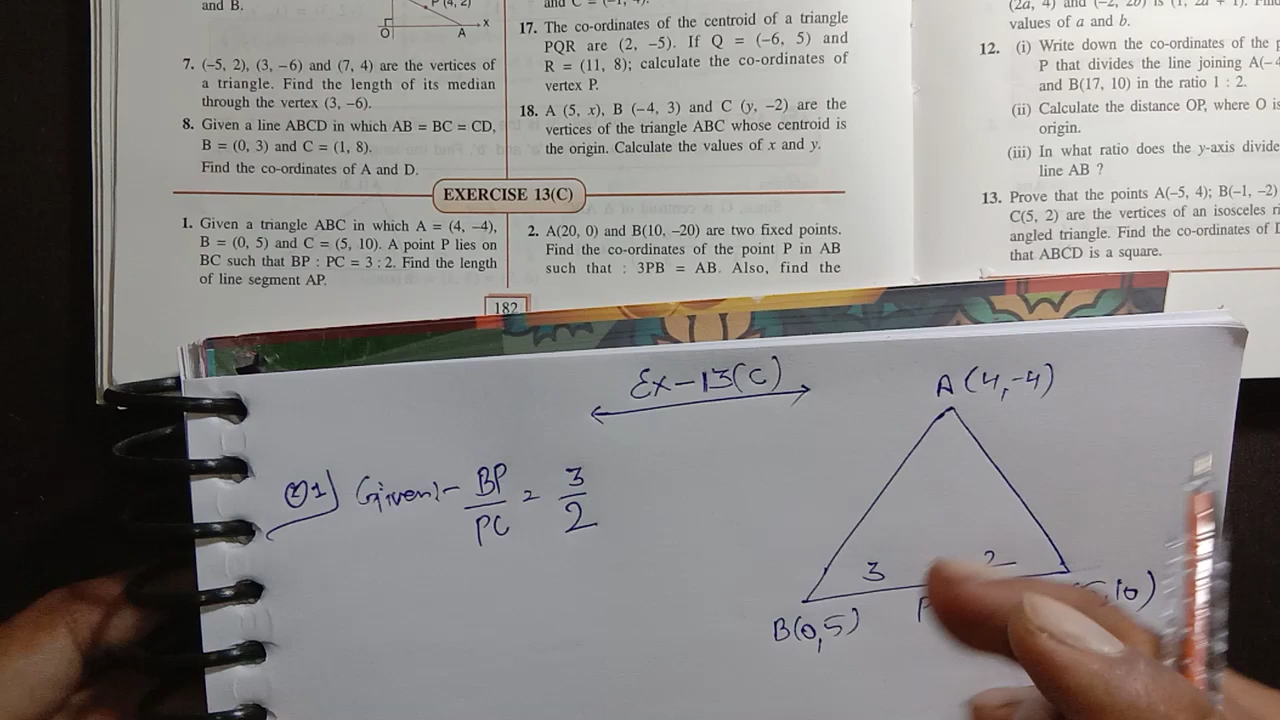 and B.
P (4, 2)
O
A
x
7. (−5, 2), (3, −6) and (7, 4) are the vertices of
a triangle. Find the length of its median
through the vertex (3, −6).
8. Given a line ABCD in which AB = BC = CD,
B = (0, 3) and C = (1, 8).
Find the co-ordinates of A and D.
17. The co-ordinates of the centroid of a triangle
PQR are (2, −5). If Q = (−6, 5) and
R = (11, 8); calculate the co-ordinates of
vertex P.
18. A (5, x), B (−4, 3) and C (y, −2) are the
vertices of the triangle ABC whose centroid is
the origin. Calculate the values of x and y.
values of a and b.
12. (i) Write down the co-ordinates of the
P that divides the line joining A(−4
and B(17, 10) in the ratio 1 : 2.
(ii) Calculate the distance OP, where O is
origin.
(iii) In what ratio does the y-axis divide
line AB ?
13. Prove that the points A(−5, 4); B(−1, −2)
C(5, 2) are the vertices of an isosceles
angled triangle. Find the co-ordinates of
that ABCD is a square.
EXERCISE 13(C)
1. Given a triangle ABC in which A = (4, −4),
B = (0, 5) and C = (5, 10). A point P lies on
BC such that BP : PC = 3 : 2. Find the length
of line segment AP.
2. A(20, 0) and B(10, −20) are two fixed points.
Find the co-ordinates of the point P in AB
such that : 3PB = AB. Also, find the
182
Ex-13(C)
A(4,-4)
Q1) Given:- BP/PC = 3/2
3 2
B(0,5) P ,10)